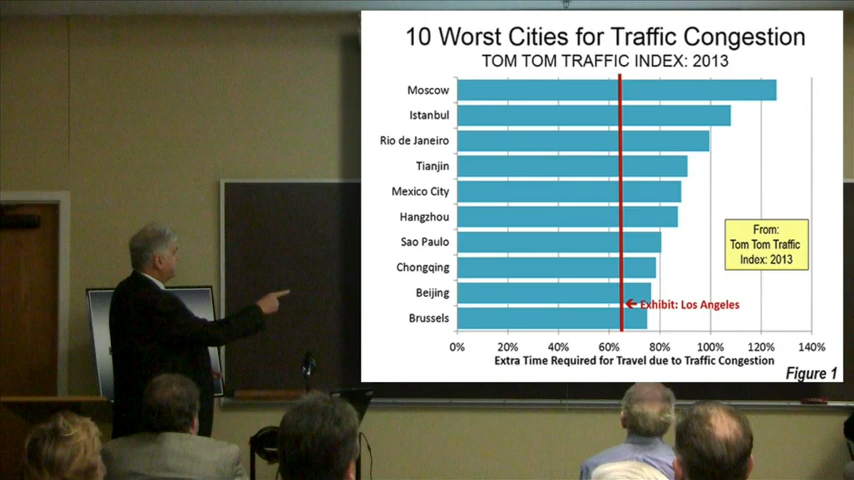 10 Worst Cities for Traffic Congestion
TOM TOM TRAFFIC INDEX: 2013
Moscow
Istanbul
Rio de Janeiro
Tianjin
Mexico City
Hangzhou
Sao Paulo
Chongqing
Beijing
Brussels
From:
Tom Tom Traffic
Index: 2013
Exhibit: Los Angeles
0% 20% 40% 60% 80% 100% 120% 140%
Extra Time Required for Travel due to Traffic Congestion
Figure 1